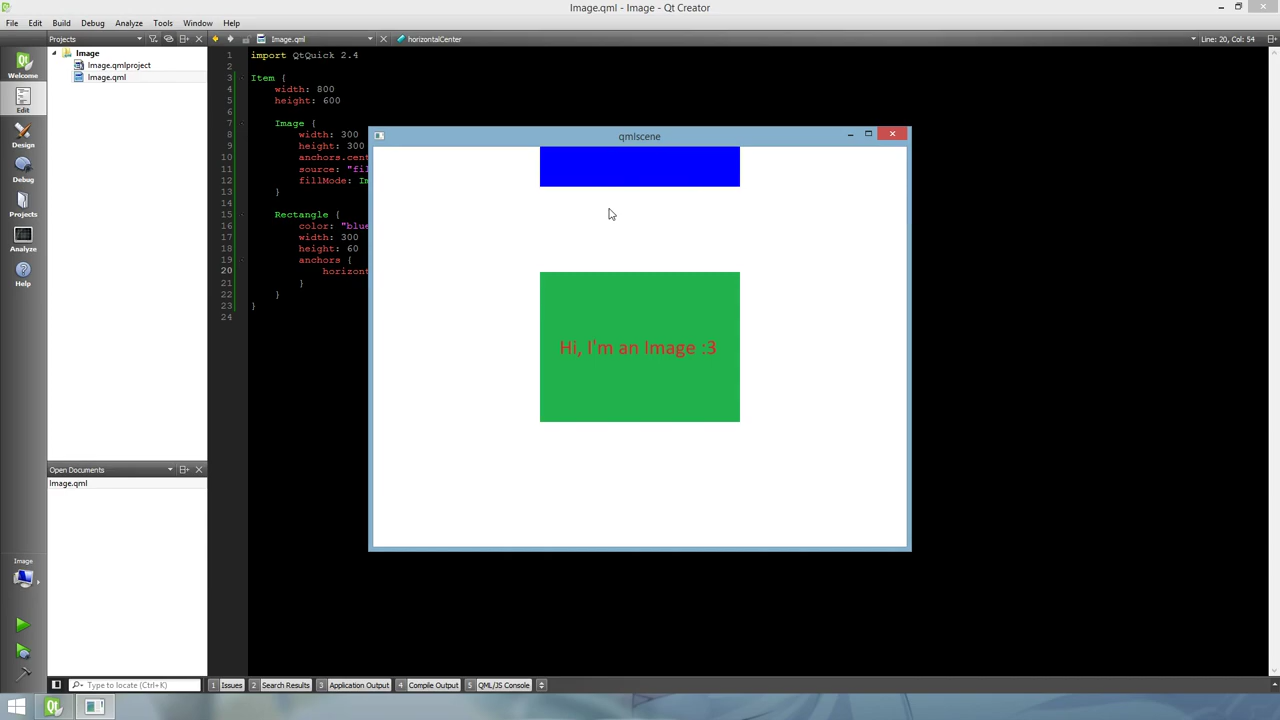 Image.qml - Image - Qt Creator
File Edit Build Debug Analyze Tools Window Help
Projects
Image.qml
horizontalCenter
Line: 20, Col: 54
Image
Image.qmlproject
Image.qml
Welcome
Edit
Design
Debug
Projects
Analyze
Help
1 import QtQuick 2.4
2
3 Item {
4 width: 800
5 height: 600
6
7 Image {
8 width: 300
9 height: 300
10 anchors.cent
11 source: "fil
12 fillMode: Im
13 }
14
15 Rectangle {
16 color: "blue
17 width: 300
18 height: 60
19 anchors {
20 horizont
21 }
22 }
23 }
24
qmlscene
Hi, I'm an Image :3
Open Documents
Image.qml
Image
Type to locate (Ctrl+K)
1 Issues 2 Search Results 3 Application Output 4 Compile Output 5 QML/JS Console